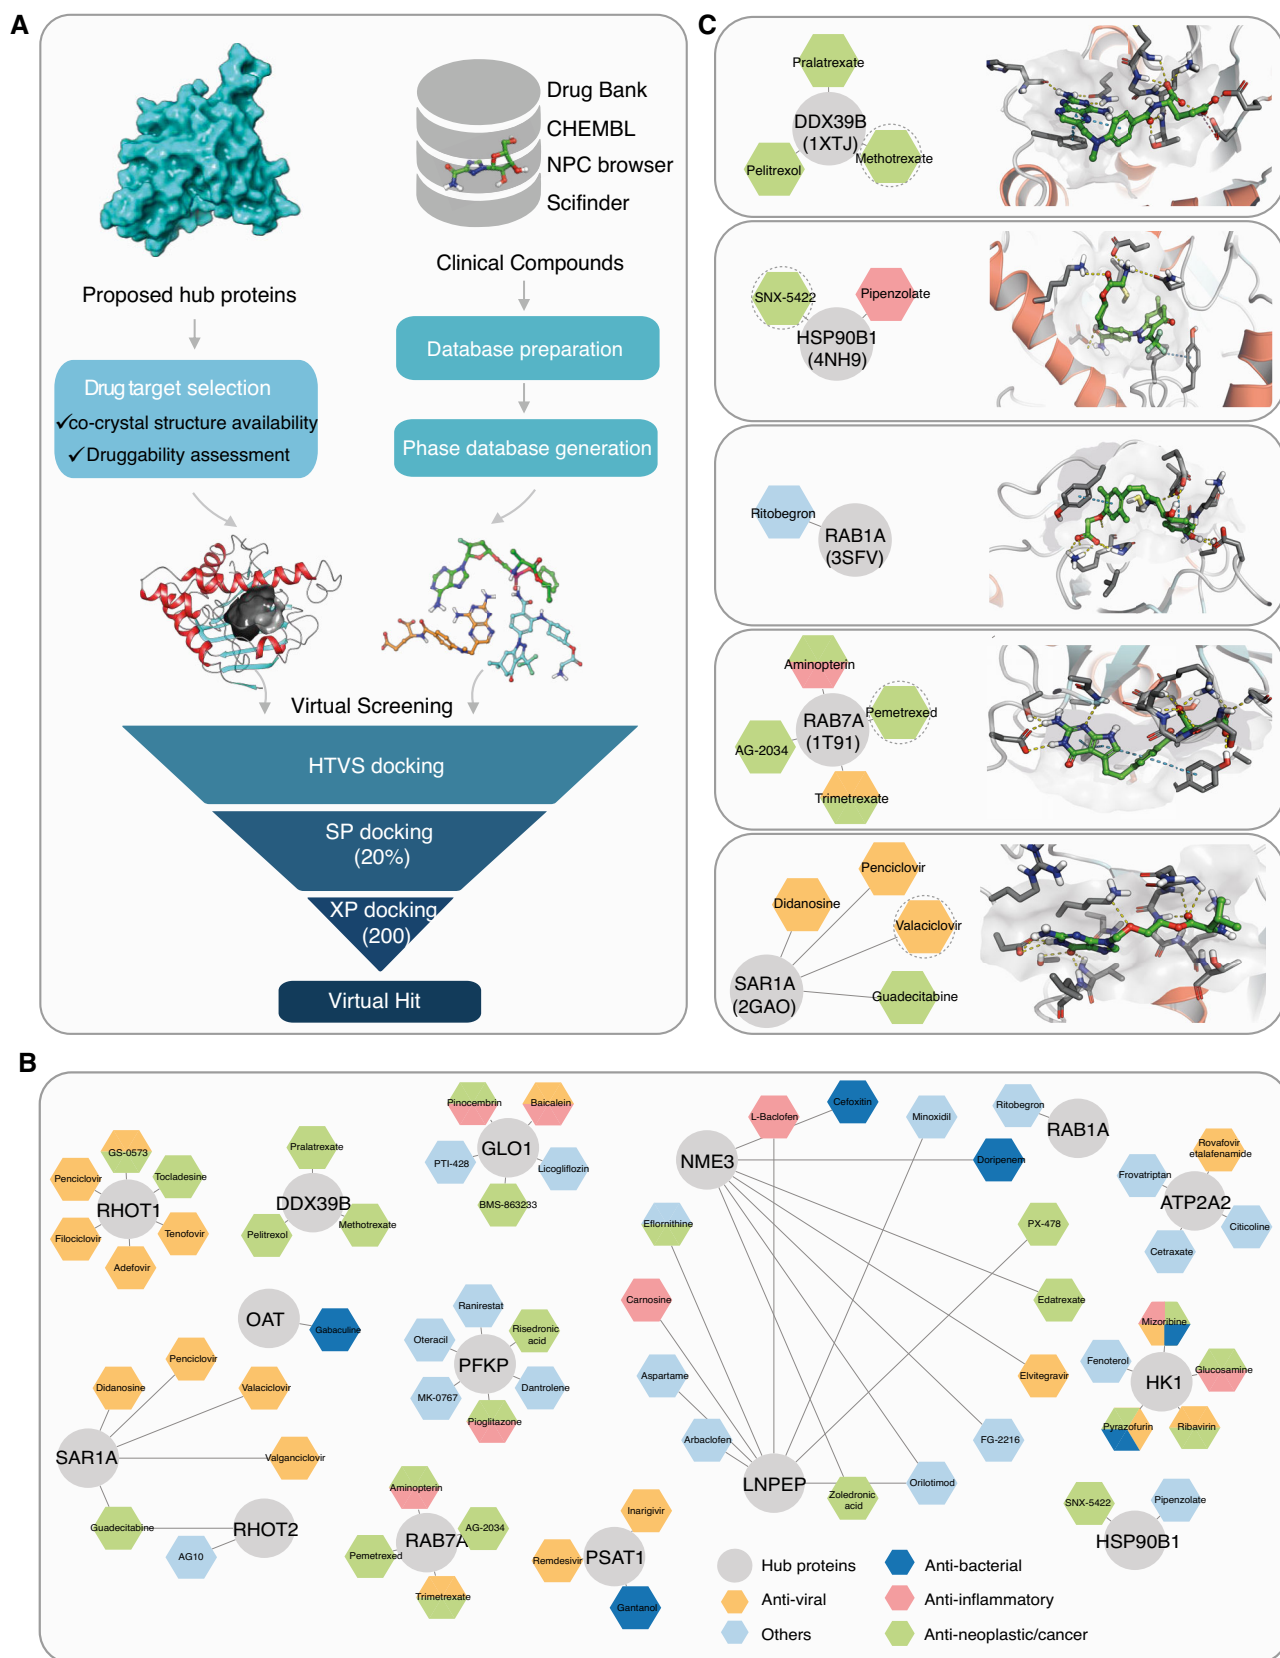 A
Drug Bank
CHEMBL
NPC browser
Scifinder
Proposed hub proteins
Clinical Compounds
Drug target selection
✓co-crystal structure availability
✓ Druggability assessment
Database preparation
Phase database generation
Virtual Screening
HTVS docking
SP docking
(20%)
XP docking
(200)
Virtual Hit
C
Pralatrexate
DDX39B
(1XTJ)
Methotrexate
Pelitrexol
SNX-5422
Pipenzolate
HSP90B1
(4NH9)
Ritobegron
RAB1A
(3SFV)
Aminopterin
RAB7A
(1T91)
Pemetrexed
AG-2034
Trimetrexate
Penciclovir
Didanosine
Valaciclovir
SAR1A
(2GAO)
Guadecitabine
B
GS-0573
Penciclovir
Tocladesine
RHOT1
Filociclovir
Tenofovir
Adefovir
Pralatrexate
DDX39B
Pelitrexol
Methotrexate
Pinocembrin
Baicalein
GLO1
PTI-428
Licogliflozin
BMS-863233
L-Baclofen
Cefoxitin
Minoxidil
NME3
Doripenem
Ritobegron
RAB1A
Rovafovir
etalafenamide
Frovatriptan
ATP2A2
Citicoline
Cetraxate
Eflornithine
PX-478
Carnosine
Edatrexate
Aspartame
Elvitegravir
Arbaclofen
FG-2216
LNPEP
Zoledronic
acid
Orilotimod
OAT
Gabaculine
Ranirestat
Oteracil
Risedronic
acid
PFKP
MK-0767
Dantrolene
Pioglitazone
Mizoribine
Fenoterol
Glucosamine
HK1
Pyrazofurin
Ribavirin
Penciclovir
Didanosine
Valaciclovir
SAR1A
Valganciclovir
Guadecitabine
RHOT2
AG10
Aminopterin
AG-2034
RAB7A
Pemetrexed
Trimetrexate
Inarigivir
Remdesivir
PSAT1
Gantanol
SNX-5422
Pipenzolate
HSP90B1
Hub proteins
Anti-viral
Others
Anti-bacterial
Anti-inflammatory
Anti-neoplastic/cancer